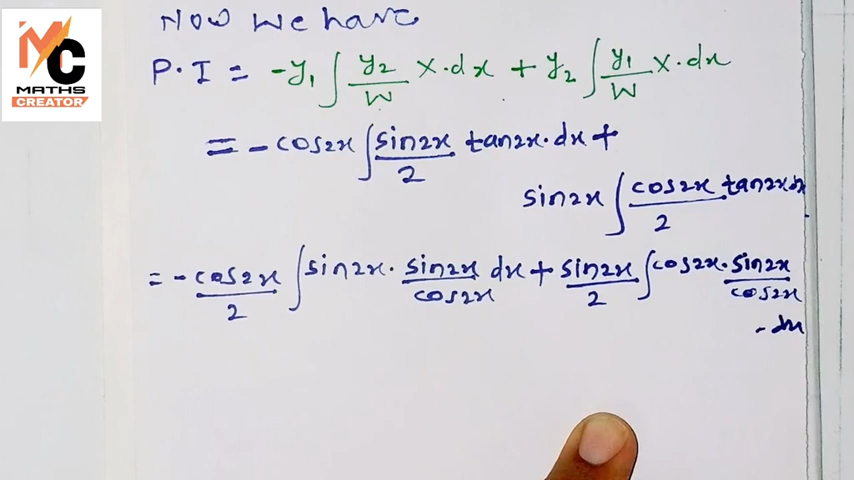 MC
MATHS
CREATOR
Now we have
P.I = -y₁ ∫ y₂/W X.dx + y₂ ∫ y₁/W X.dx
= - cos2x ∫ sin2x/2 tan2x.dx +
sin2x ∫ cos2x/2 tan2x dx
= - cos2x/2 ∫ sin2x. sin2x/cos2x dx + sin2x/2 ∫ cos2x. sin2x/cos2x
. dx